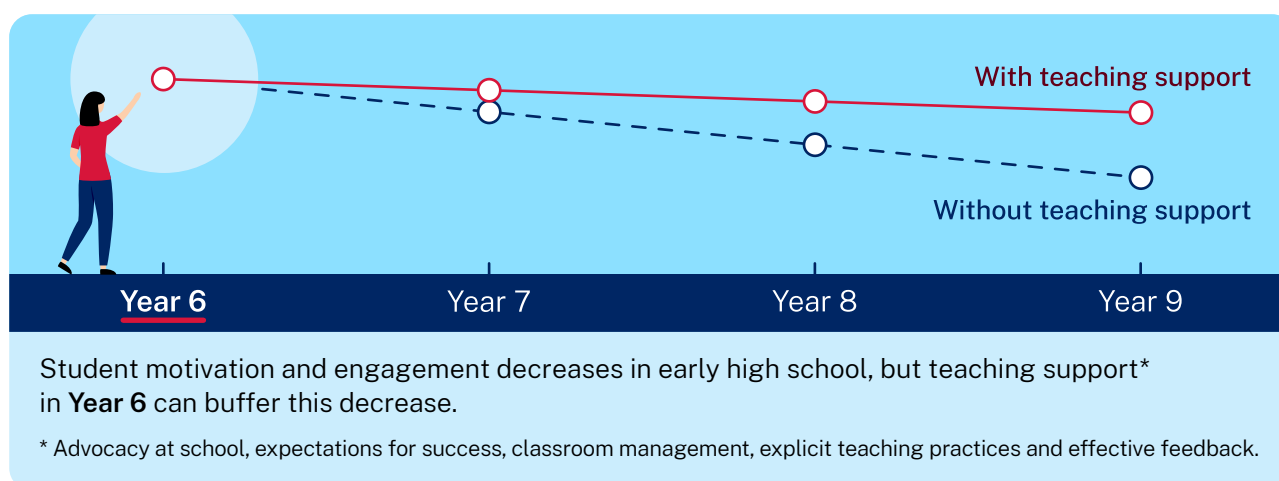 With teaching support
Without teaching support
Year 6
Year 7
Year 8
Year 9
Student motivation and engagement decreases in early high school, but teaching support*
in Year 6 can buffer this decrease.
* Advocacy at school, expectations for success, classroom management, explicit teaching practices and effective feedback.